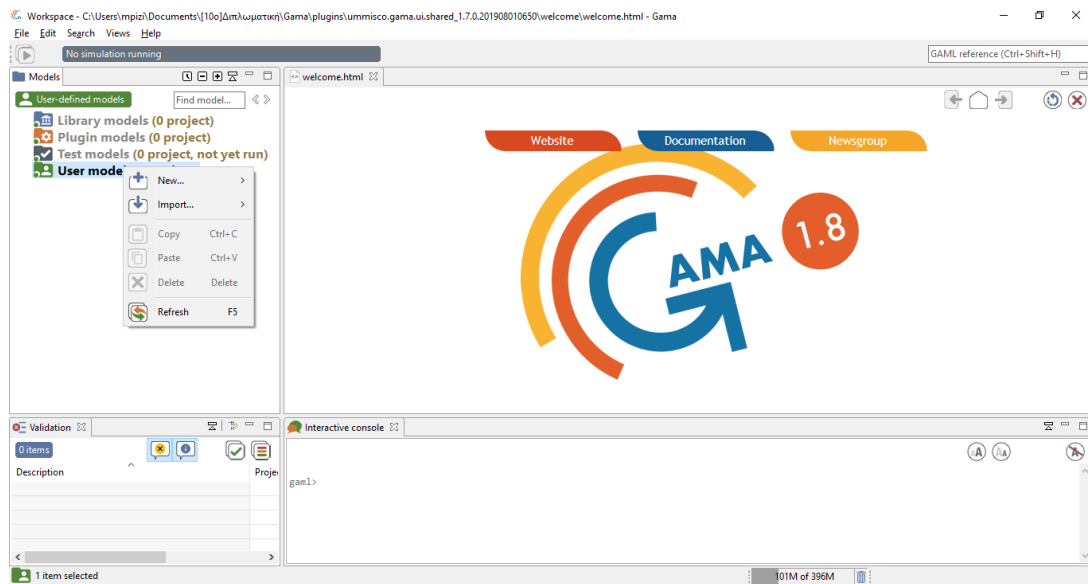 Workspace - C:\Users\mpizi\Documents\[10ο]Διπλωματική\Gama\plugins\ummisco.gama.ui.shared_1.7.0.201908010650\welcome\welcome.html - Gama
File Edit Search Views Help
No simulation running
GAML reference (Ctrl+Shift+H)
Models
welcome.html
User-defined models
Find model...
Library models (0 project)
Plugin models (0 project)
Test models (0 project, not yet run)
User mode
New...
Import...
Copy Ctrl+C
Paste Ctrl+V
Delete Delete
Refresh F5
Website
Documentation
Newsgroup
GAMA
1.8
Validation
0 items
Description
Proje
Interactive console
gaml>
1 item selected
101M of 396M